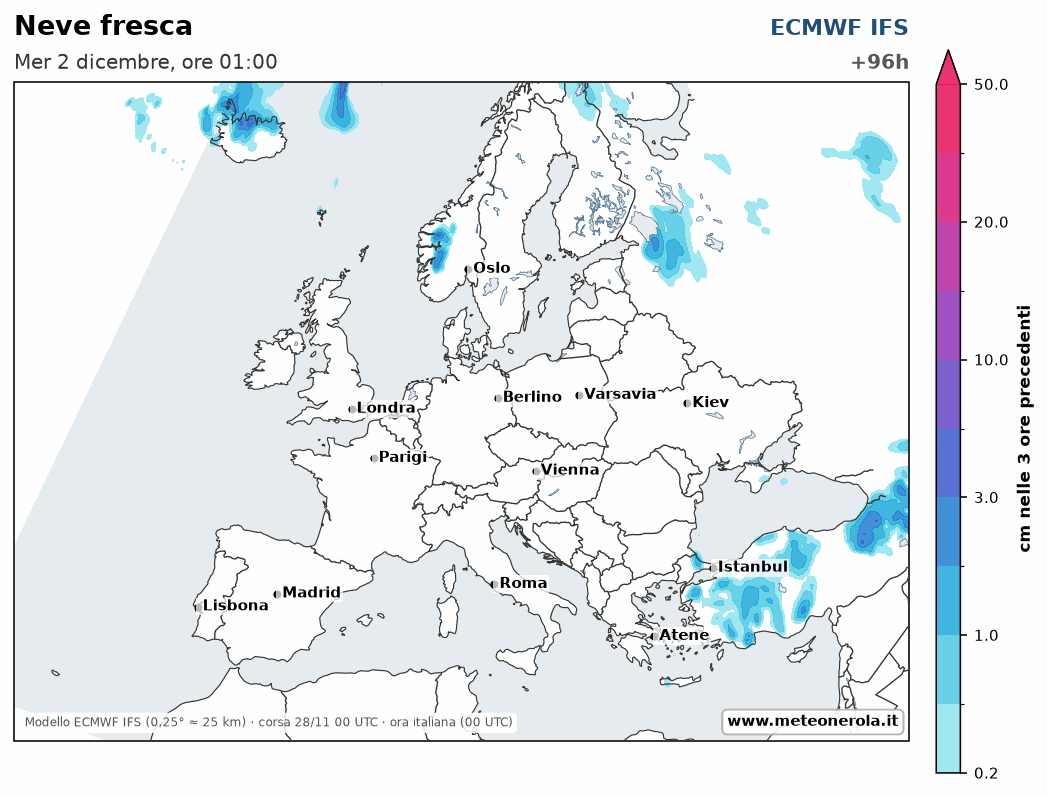 Neve fresca
ECMWF IFS
Mer 2 dicembre, ore 01:00
+96h
50.0
20.0
10.0
3.0
1.0
0.2
cm nelle 3 ore precedenti
Oslo
Berlino
Varsavia
Kiev
Londra
Parigi
Vienna
Istanbul
Roma
Madrid
Lisbona
Atene
Modello ECMWF IFS (0,25° ≈ 25 km) · corsa 28/11 00 UTC · ora italiana (00 UTC)
www.meteonerola.it